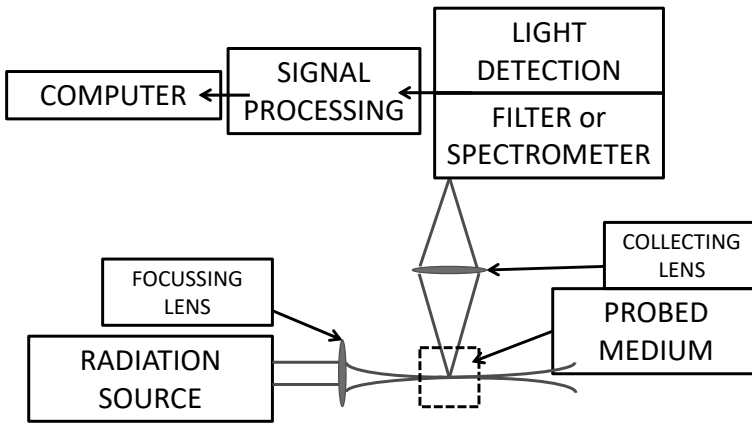 LIGHT
DETECTION
SIGNAL
PROCESSING
COMPUTER
FILTER or
SPECTROMETER
COLLECTING
LENS
FOCUSSING
LENS
PROBED
MEDIUM
RADIATION
SOURCE